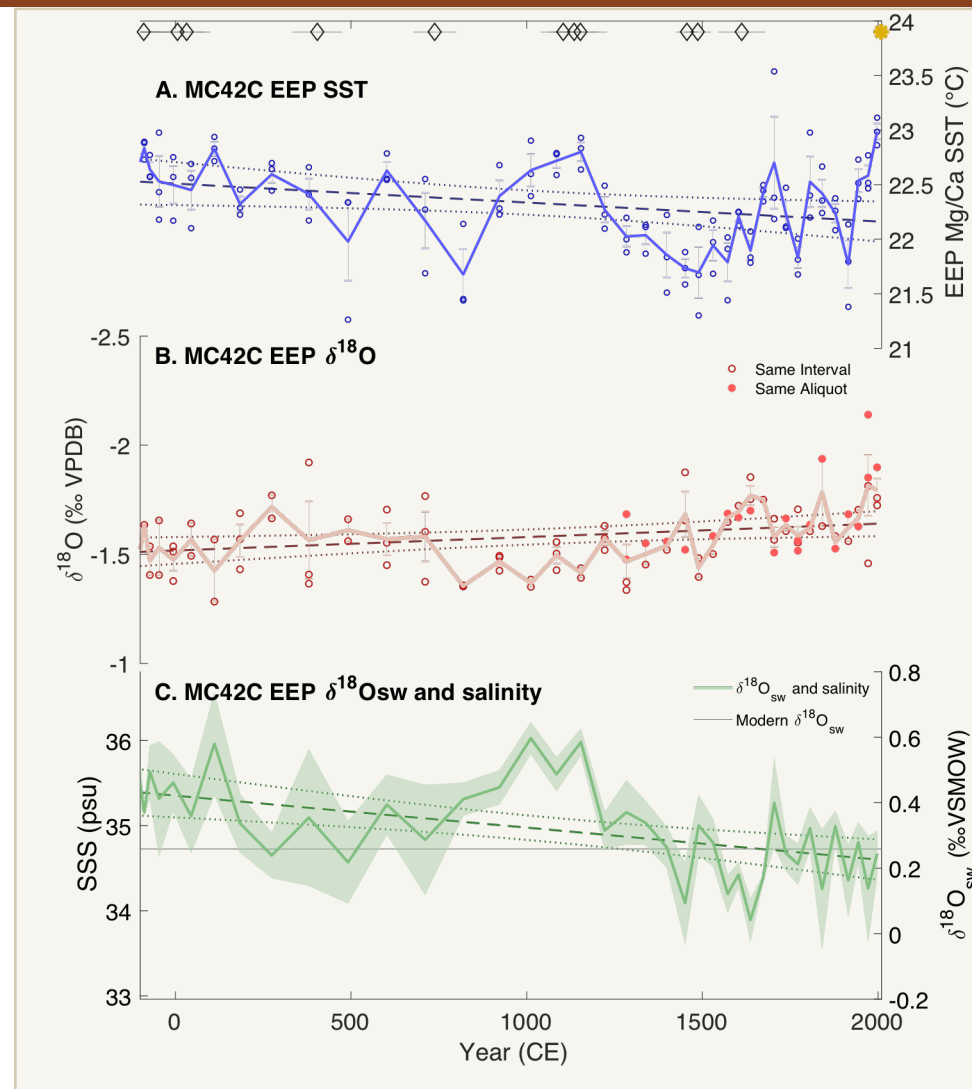 24
A. MC42C EEP SST
23.5
23
22.5
22
21.5
21
EEP Mg/Ca SST (°C)
-2.5
B. MC42C EEP δ¹⁸O
Same Interval
Same Aliquot
-2
-1.5
-1
δ¹⁸O (‰ VPDB)
C. MC42C EEP δ¹⁸Osw and salinity
δ¹⁸Osw and salinity
Modern δ¹⁸Osw
0.8
0.6
0.4
0.2
0
-0.2
δ¹⁸Osw (‰VSMOW)
36
35
34
33
SSS (psu)
0 500 1000 1500 2000
Year (CE)